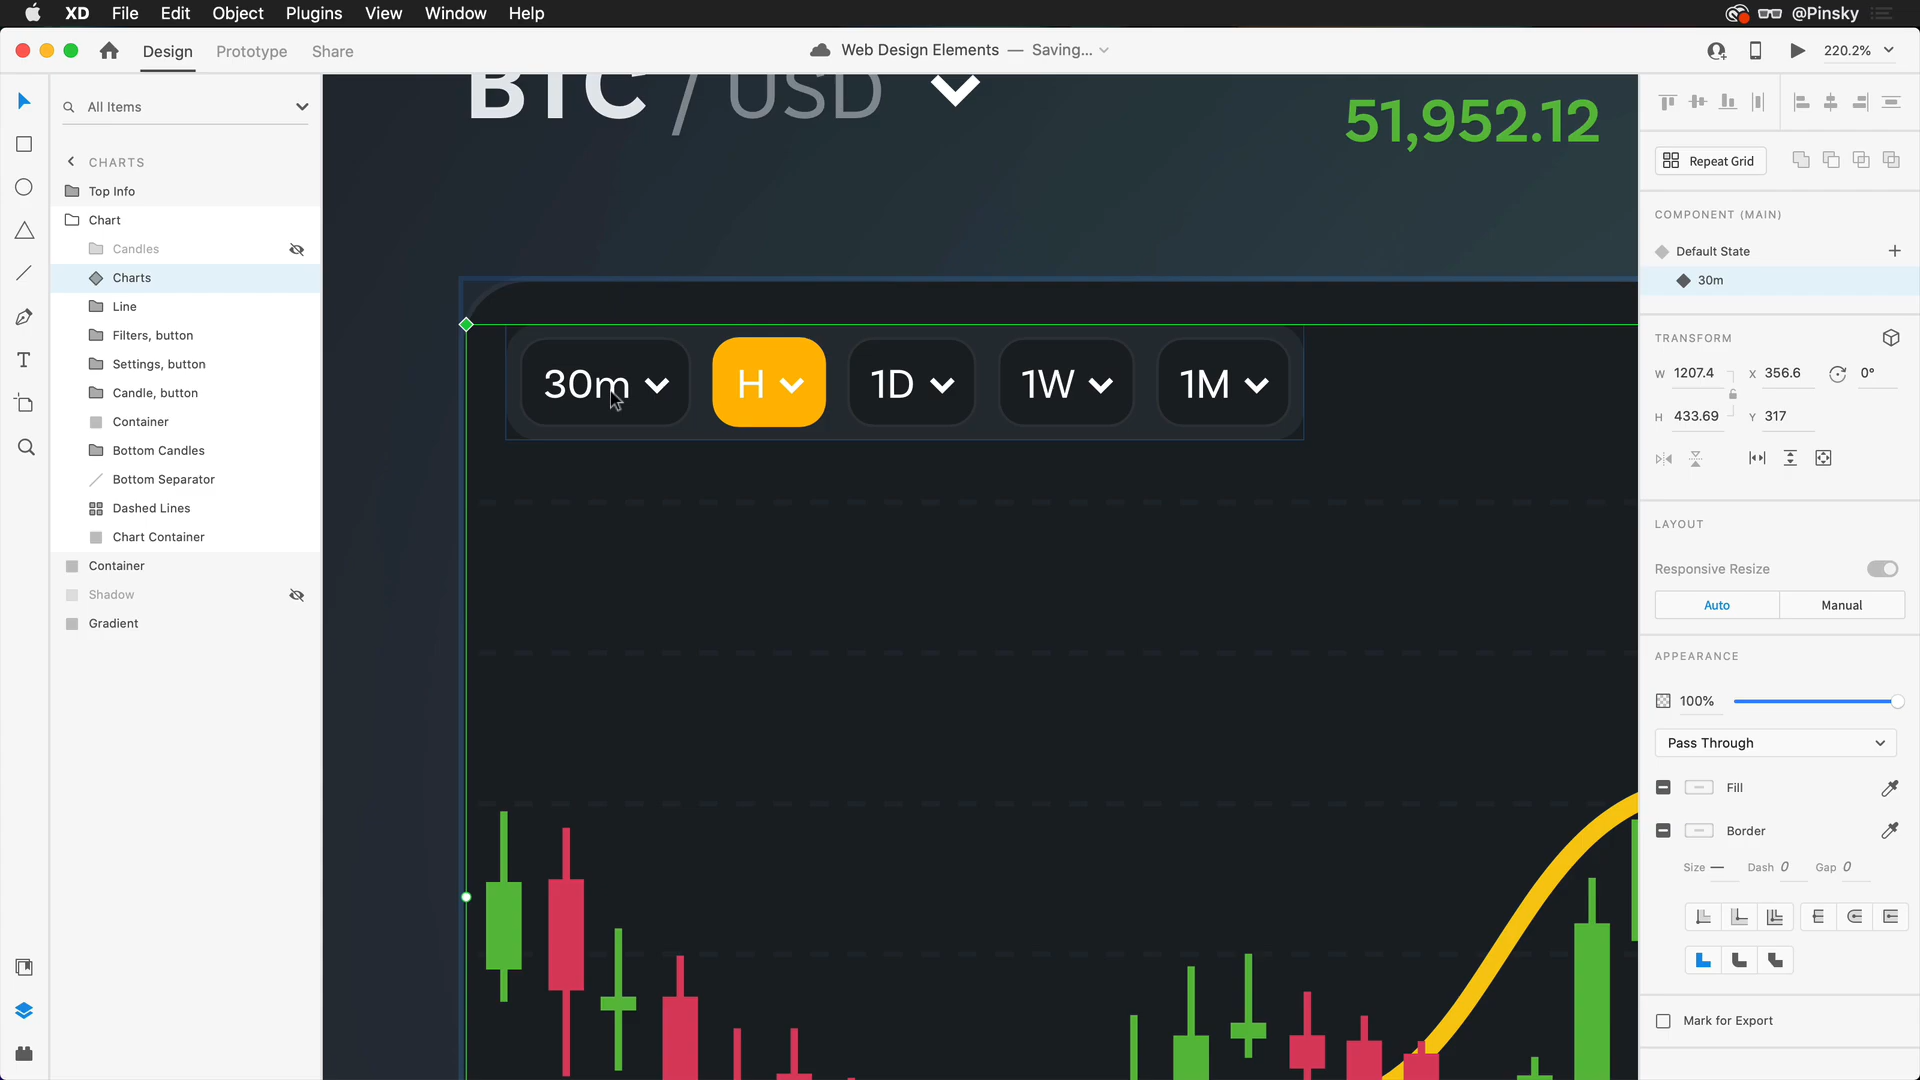 XD File Edit Object Plugins View Window Help @Pinsky
Design Prototype Share Web Design Elements — Saving... 220.2%
All Items
CHARTS
Top Info
Chart
Candles
Charts
Line
Filters, button
Settings, button
Candle, button
Container
Bottom Candles
Bottom Separator
Dashed Lines
Chart Container
Container
Shadow
Gradient
BTC / USD
51,952.12
30m H 1D 1W 1M
Repeat Grid
COMPONENT (MAIN)
Default State
30m
TRANSFORM
W 1207.4 X 356.6 0°
H 433.69 Y 317
LAYOUT
Responsive Resize
Auto Manual
APPEARANCE
100%
Pass Through
Fill
Border
Size — Dash 0 Gap 0
Mark for Export